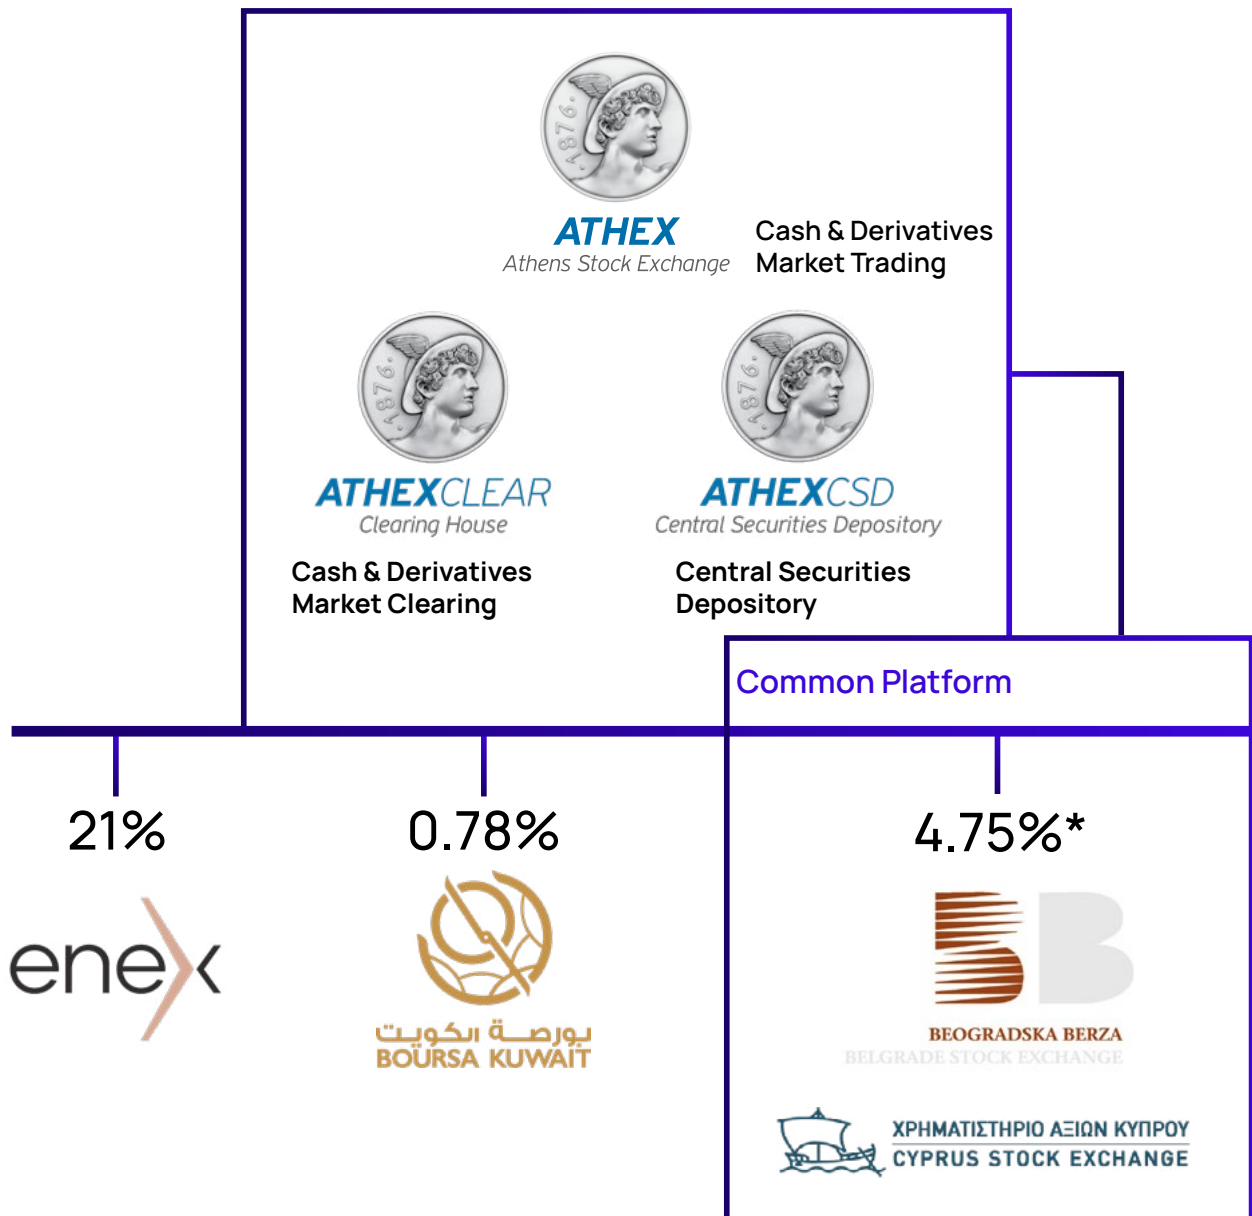 ·1876·
ATHEX
Athens Stock Exchange
Cash & Derivatives
Market Trading
·1876·
ATHEXCLEAR
Clearing House
Cash & Derivatives
Market Clearing
·1876·
ATHEXCSD
Central Securities Depository
Central Securities
Depository
Common Platform
21%
enex
0.78%
بورصة الكويت
BOURSA KUWAIT
4.75%*
BB
BEOGRADSKA BERZA
BELGRADE STOCK EXCHANGE
ΧΡΗΜΑΤΙΣΤΗΡΙΟ ΑΞΙΩΝ ΚΥΠΡΟΥ
CYPRUS STOCK EXCHANGE